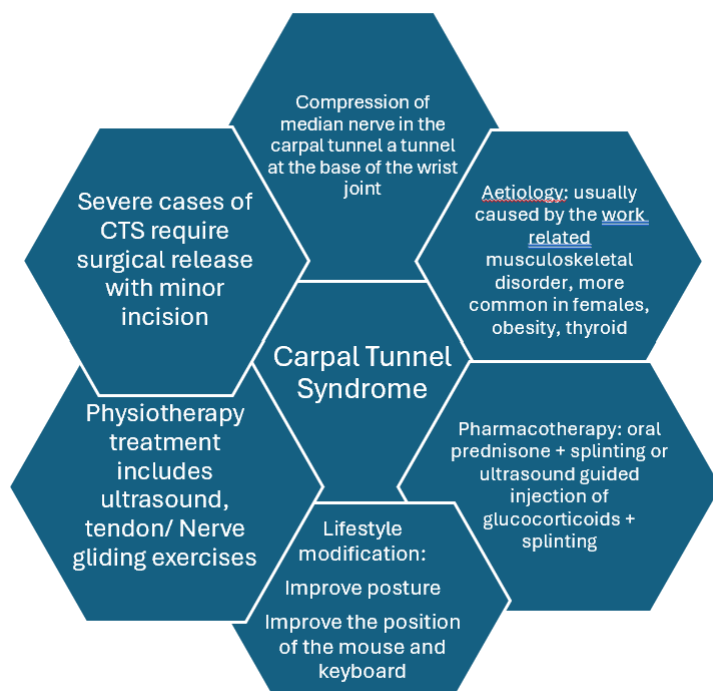 Compression of
median nerve in the
carpal tunnel a tunnel
at the base of the wrist
joint
Aetiology: usually
caused by the work
related
musculoskeletal
disorder, more
common in females,
obesity, thyroid
Pharmacotherapy: oral
prednisone + splinting or
ultrasound guided
injection of
glucocorticoids +
splinting
Lifestyle
modification:
Improve posture
Improve the position
of the mouse and
keyboard
Physiotherapy
treatment
includes
ultrasound,
tendon/ Nerve
gliding exercises
Severe cases of
CTS require
surgical release
with minor
incision
Carpal Tunnel
Syndrome